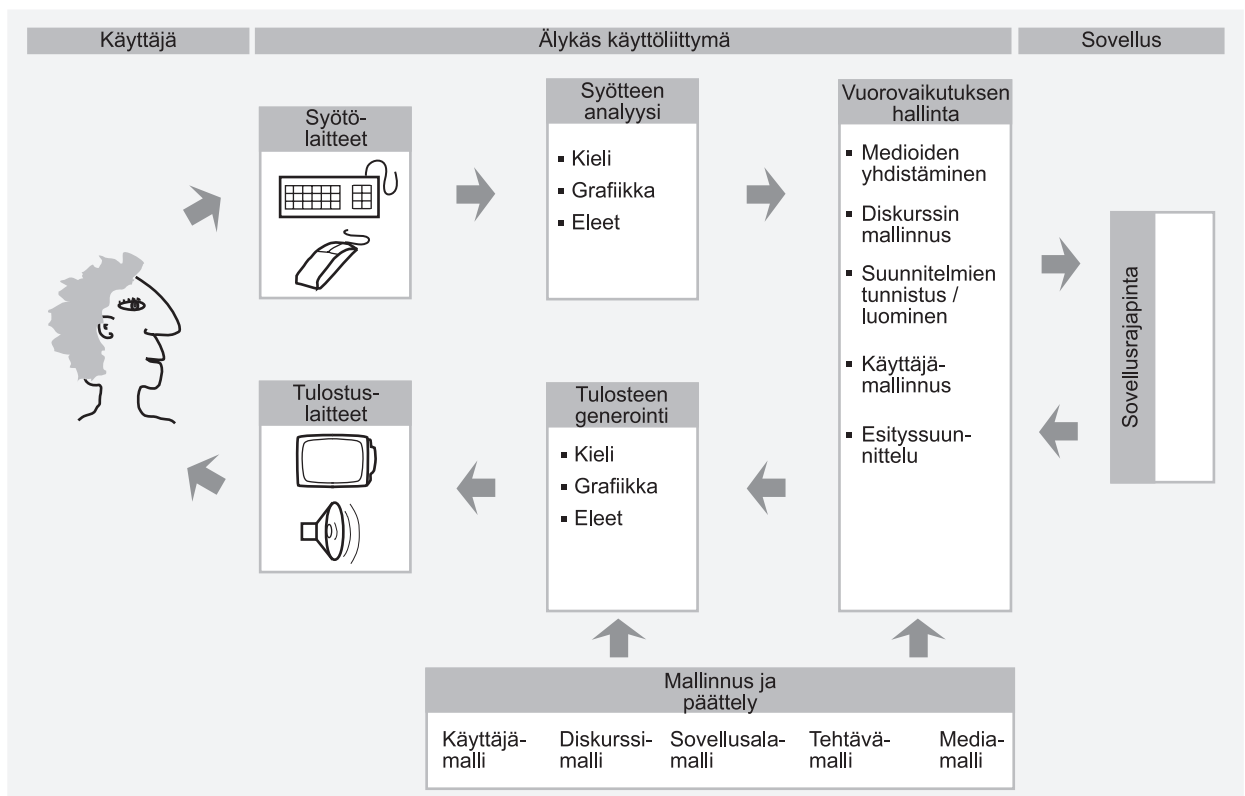 Käyttäjä
Älykäs käyttöliittymä
Sovellus
Syötö-
laitteet
Syötteen
analyysi
▪ Kieli
▪ Grafiikka
▪ Eleet
Vuorovaikutuksen
hallinta
▪ Medioiden
yhdistäminen
▪ Diskurssin
mallinnus
▪ Suunnitelmien
tunnistus /
luominen
▪ Käyttäjä-
mallinnus
▪ Esityssuun-
nittelu
Sovellusrajapinta
Tulostus-
laitteet
Tulosteen
generointi
▪ Kieli
▪ Grafiikka
▪ Eleet
Mallinnus ja
päättely
Käyttäjä-
malli
Diskurssi-
malli
Sovellusala-
malli
Tehtävä-
malli
Media-
malli